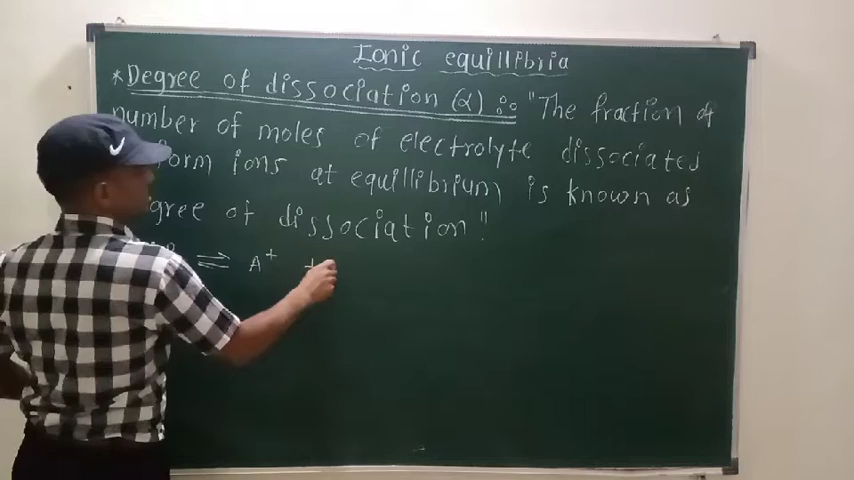 Ionic equilibria
*Degree of dissociation (α) :: "The fraction of
number of moles of electrolyte dissociated
form ions at equillibrium is known as
gree of dissociation"
⇌ A⁺ +